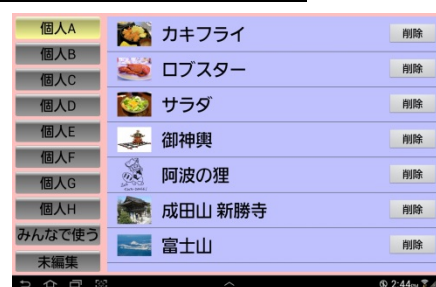 個人A
個人B
個人C
個人D
個人E
個人F
個人G
個人H
みんなで使う
未編集
カキフライ 削除
ロブスター 削除
サラダ 削除
御神輿 削除
阿波の狸 削除
成田山 新勝寺 削除
富士山 削除
2:44PM